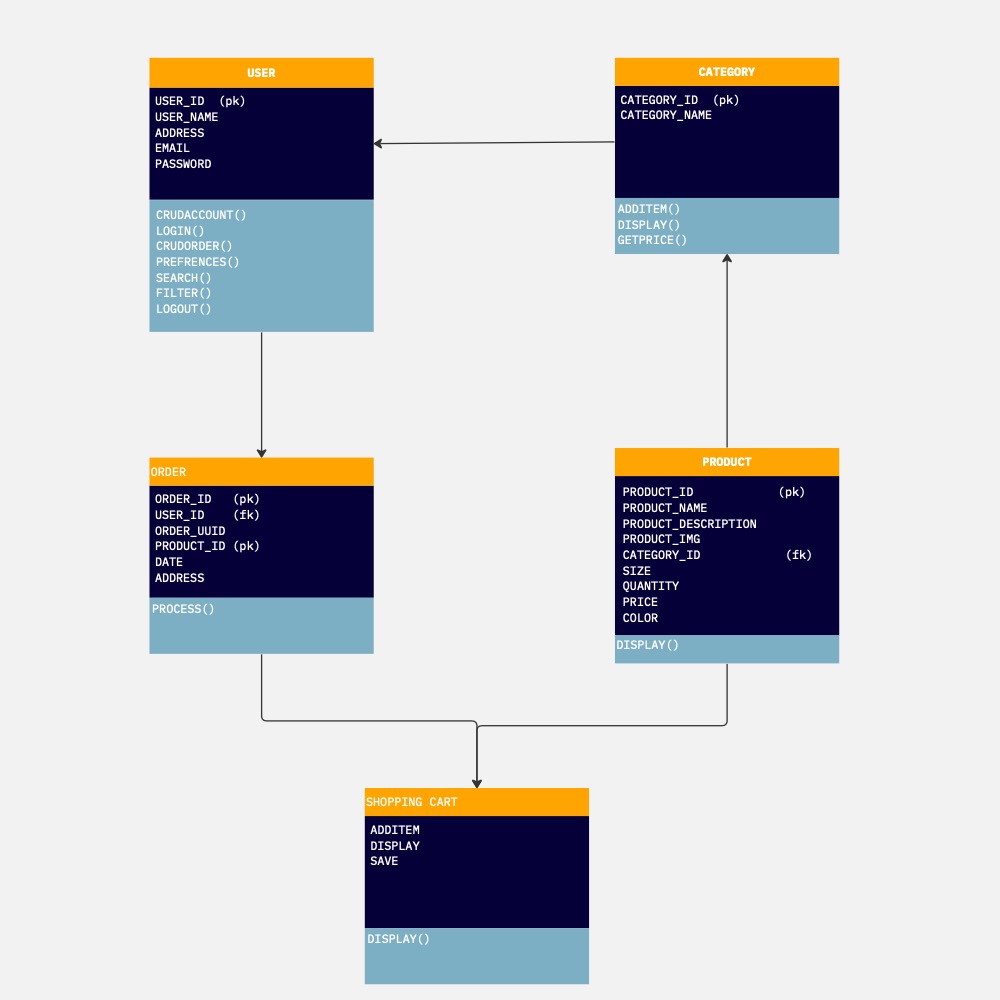 USER
USER_ID (pk)
USER_NAME
ADDRESS
EMAIL
PASSWORD
CRUDACCOUNT()
LOGIN()
CRUDORDER()
PREFRENCES()
SEARCH()
FILTER()
LOGOUT()
CATEGORY
CATEGORY_ID (pk)
CATEGORY_NAME
ADDITEM()
DISPLAY()
GETPRICE()
ORDER
ORDER_ID (pk)
USER_ID (fk)
ORDER_UUID
PRODUCT_ID (pk)
DATE
ADDRESS
PROCESS()
PRODUCT
PRODUCT_ID (pk)
PRODUCT_NAME
PRODUCT_DESCRIPTION
PRODUCT_IMG
CATEGORY_ID (fk)
SIZE
QUANTITY
PRICE
COLOR
DISPLAY()
SHOPPING CART
ADDITEM
DISPLAY
SAVE
DISPLAY()